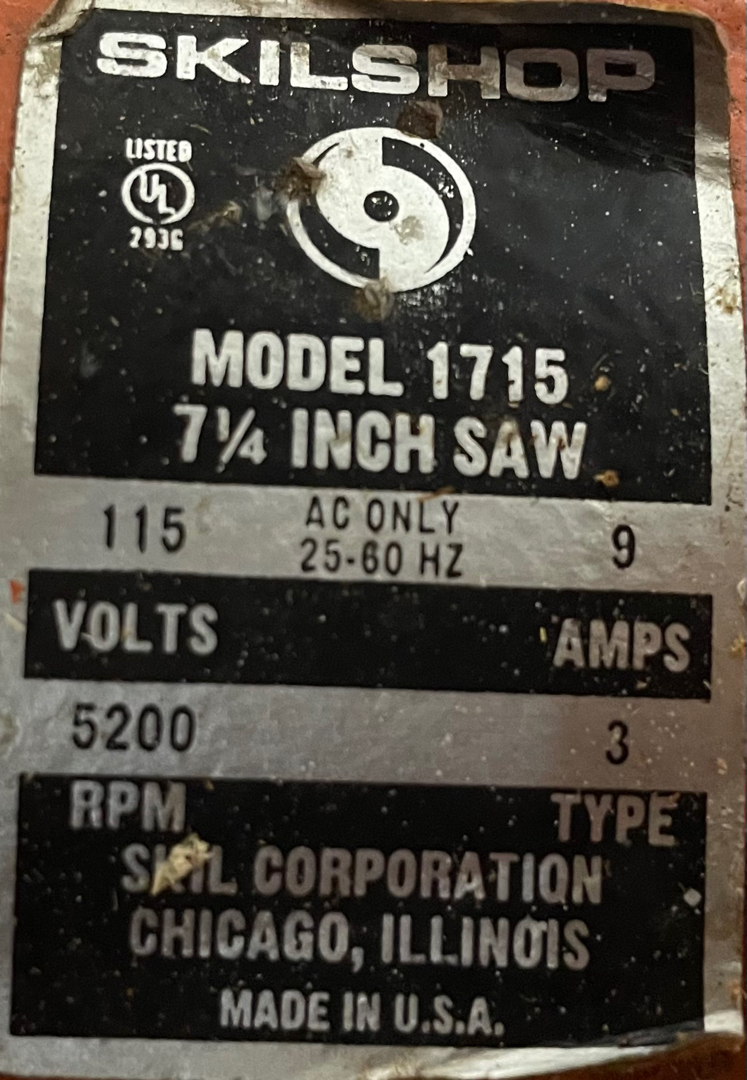 SKILSHOP
LISTED
UL
293G
MODEL 1715
7¼ INCH SAW
115 AC ONLY 25-60 HZ 9
VOLTS AMPS
5200 3
RPM TYPE
SKIL CORPORATION
CHICAGO, ILLINOIS
MADE IN U.S.A.